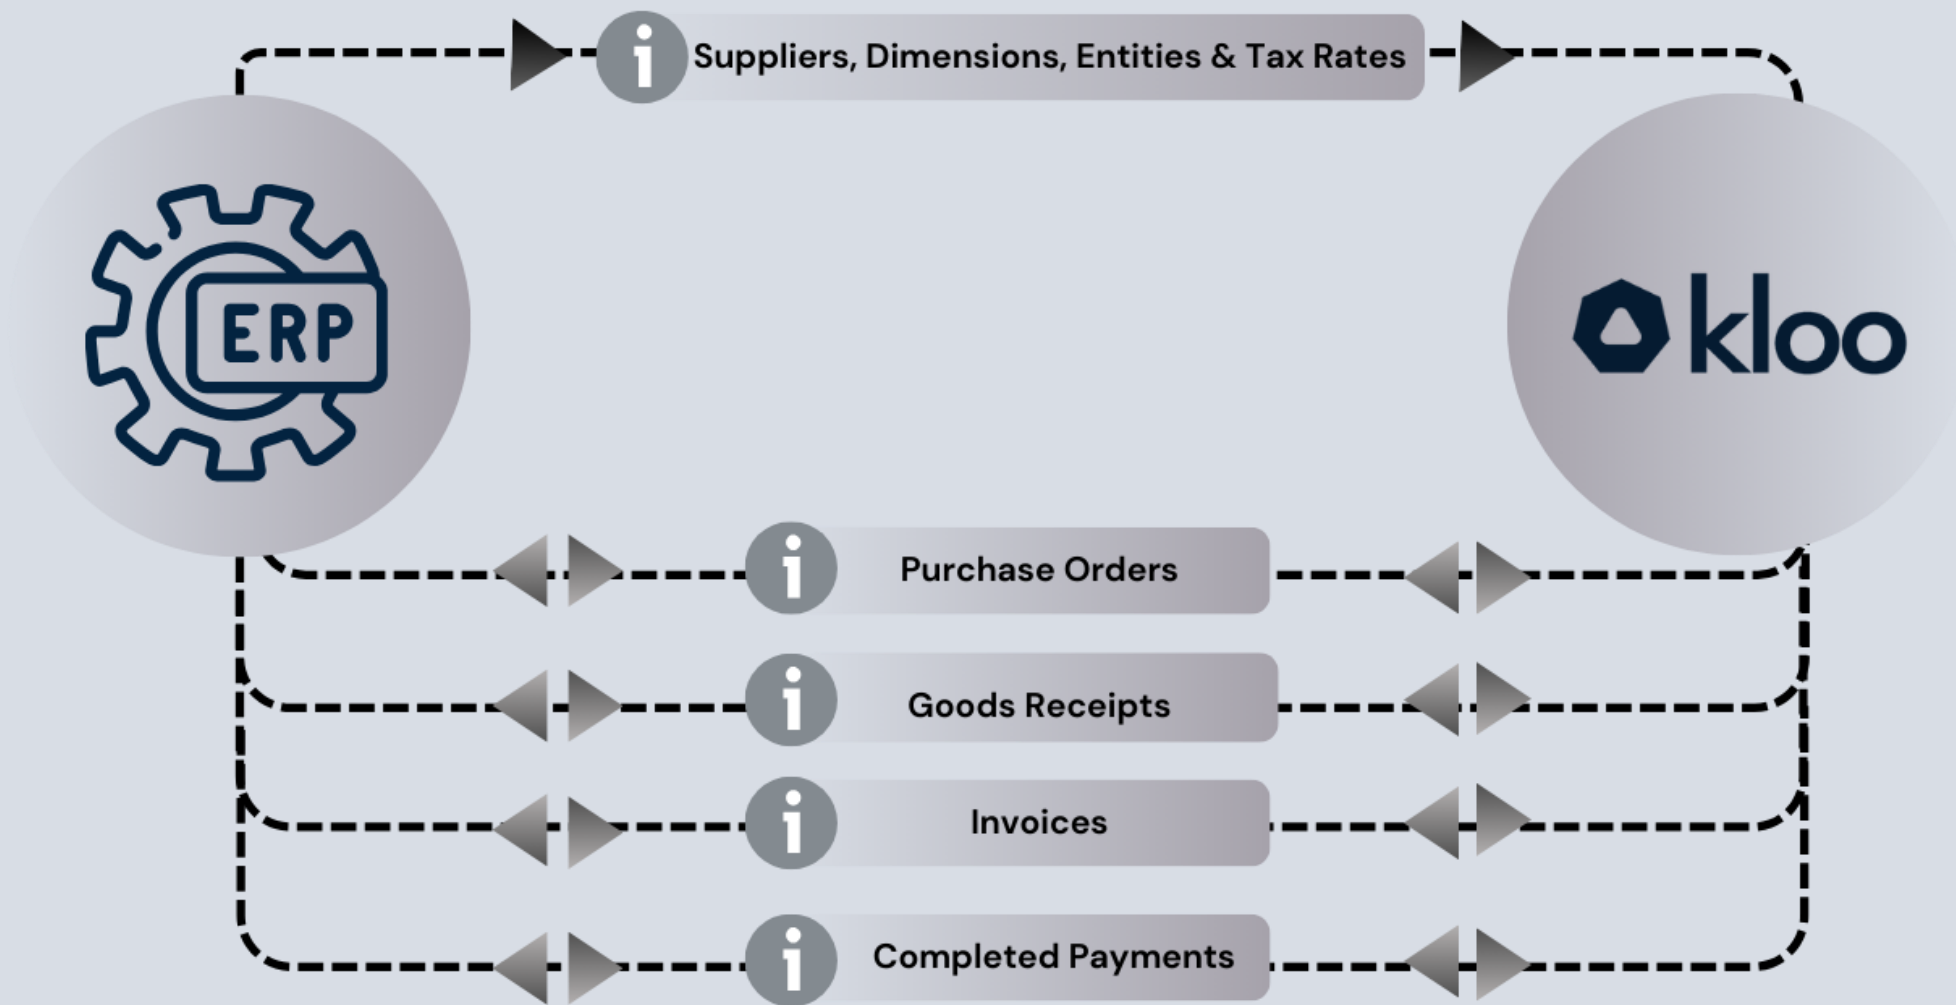 Suppliers, Dimensions, Entities & Tax Rates
ERP
kloo
Purchase Orders
Goods Receipts
Invoices
Completed Payments